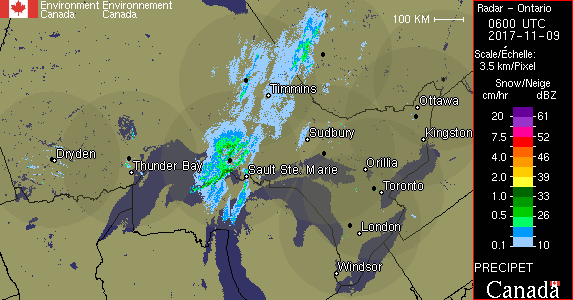 Environment Environnement
Canada Canada
100 KM
Timmins
Ottawa
Sudbury
Kingston
Dryden
Thunder Bay
Sault Ste. Marie
Orillia
Toronto
London
Windsor
Radar - Ontario
0600 UTC
2017-11-09
Scale/Échelle:
3.5 km/Pixel
Snow/Neige
cm/hr dBZ
20 61
7.5 52
4.0 46
2.0 39
1.0 33
0.5 26
0.1 10
PRECIPET
Canada